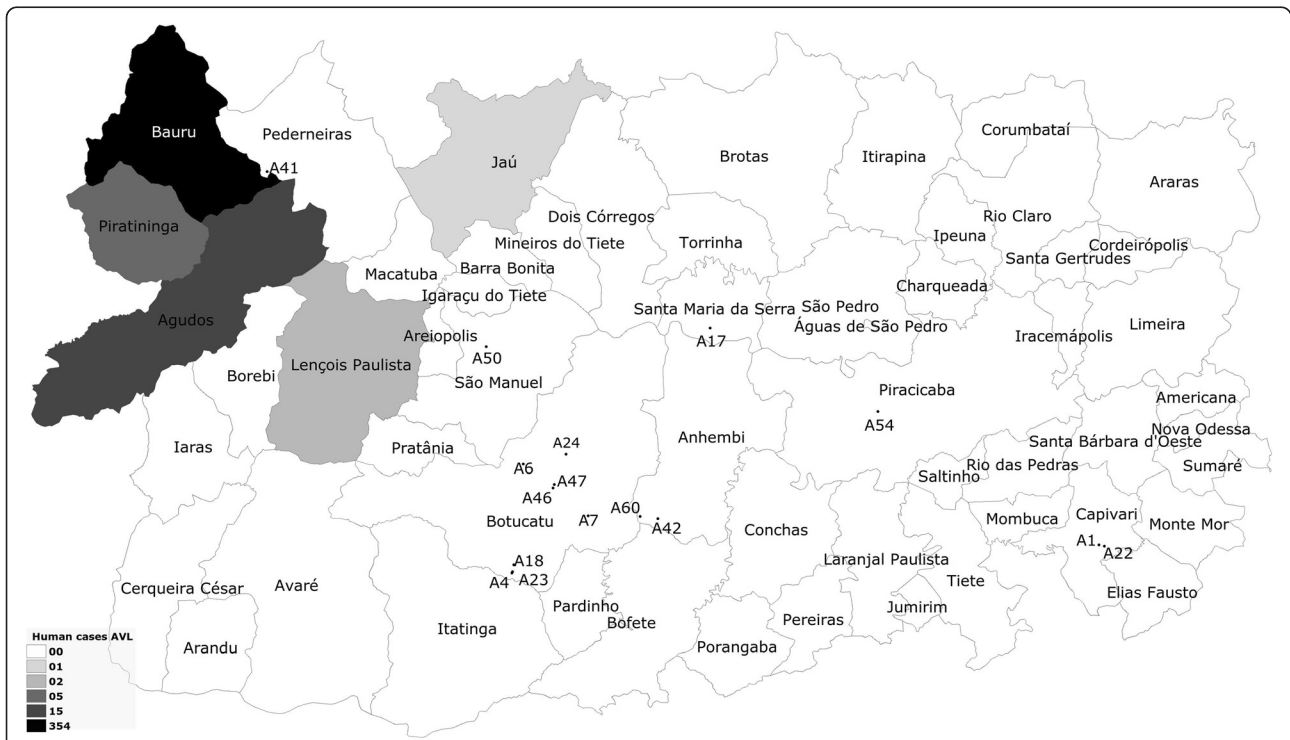 Bauru
Pederneiras
A41
Jaú
Brotas
Itirapina
Corumbataí
Araras
Piratininga
Dois Córregos
Mineiros do Tiete
Torrinha
Rio Claro
Ipeuna
Cordeirópolis
Santa Gertrudes
Macatuba
Barra Bonita
Igaraçu do Tiete
Charqueada
Santa Maria da Serra
São Pedro
Águas de São Pedro
A17
Iracemápolis
Limeira
Agudos
Areiopolis
A50
Lençois Paulista
Borebi
São Manuel
Piracicaba
A54
Americana
Nova Odessa
Iaras
Pratânia
A24
Anhembi
Santa Bárbara d'Oeste
Rio das Pedras
Sumaré
A6
A47
A46
Saltinho
A60
A42
A7
Botucatu
Conchas
Mombuca
Capivari
Monte Mor
A1
A22
A18
A4
A23
Laranjal Paulista
Tiete
Cerqueira César
Avaré
Elias Fausto
Pardinho
Bofete
Jumirim
Itatinga
Pereiras
Arandu
Porangaba
Human cases AVL
00
01
02
05
15
354